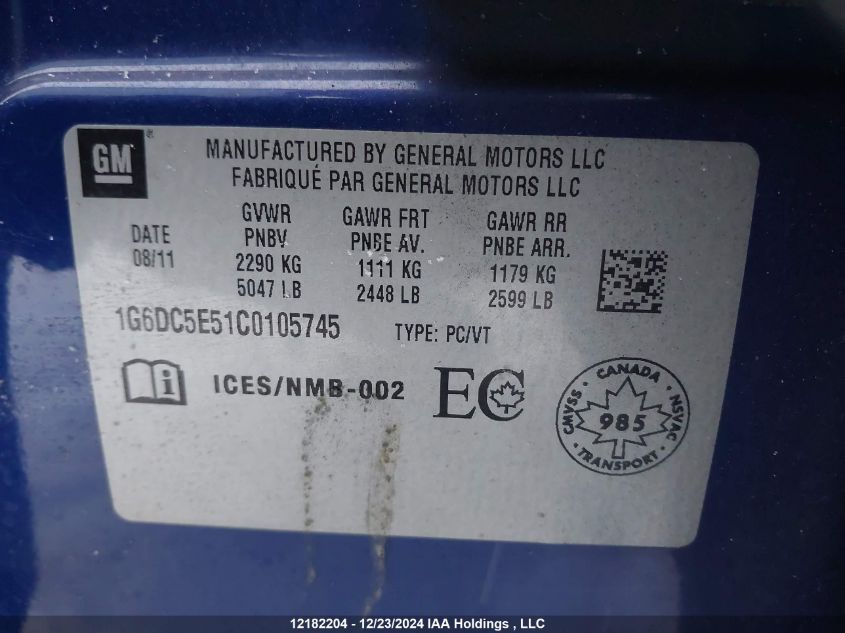 GM
MANUFACTURED BY GENERAL MOTORS LLC
FABRIQUÉ PAR GENERAL MOTORS LLC
DATE
08/11
GVWR
PNBV
2290 KG
5047 LB
GAWR FRT
PNBE AV.
1111 KG
2448 LB
GAWR RR
PNBE ARR.
1179 KG
2599 LB
1G6DC5E51C0105745 TYPE: PC/VT
ICES/NMB-002
EC
CANADA
CMVSS
985
NSVAC
TRANSPORT
12182204 - 12/23/2024 IAA Holdings , LLC